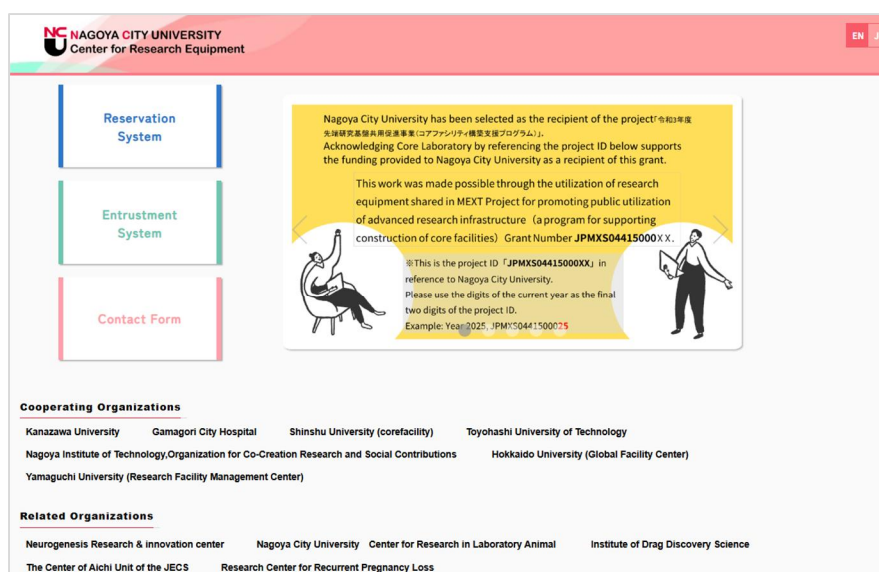 NAGOYA CITY UNIVERSITY
Center for Research Equipment
EN
Reservation
System
Entrustment
System
Contact Form
Nagoya City University has been selected as the recipient of the project「令和3年度
先端研究基盤共用促進事業(コアファシリティ構築支援プログラム)」.
Acknowledging Core Laboratory by referencing the project ID below supports
the funding provided to Nagoya City University as a recipient of this grant.
This work was made possible through the utilization of research
equipment shared in MEXT Project for promoting public utilization
of advanced research infrastructure（a program for supporting
construction of core facilities）Grant Number JPMXS04415000XX.
※This is the project ID「JPMXS04415000XX」in
reference to Nagoya City University.
Please use the digits of the current year as the final
two digits of the project ID.
Example: Year 2025, JPMXS0441500025
Cooperating Organizations
Kanazawa University Gamagori City Hospital Shinshu University (corefacility) Toyohashi University of Technology
Nagoya Institute of Technology,Organization for Co-Creation Research and Social Contributions Hokkaido University (Global Facility Center)
Yamaguchi University (Research Facility Management Center)
Related Organizations
Neurogenesis Research & innovation center Nagoya City University Center for Research in Laboratory Animal Institute of Drag Discovery Science
The Center of Aichi Unit of the JECS Research Center for Recurrent Pregnancy Loss